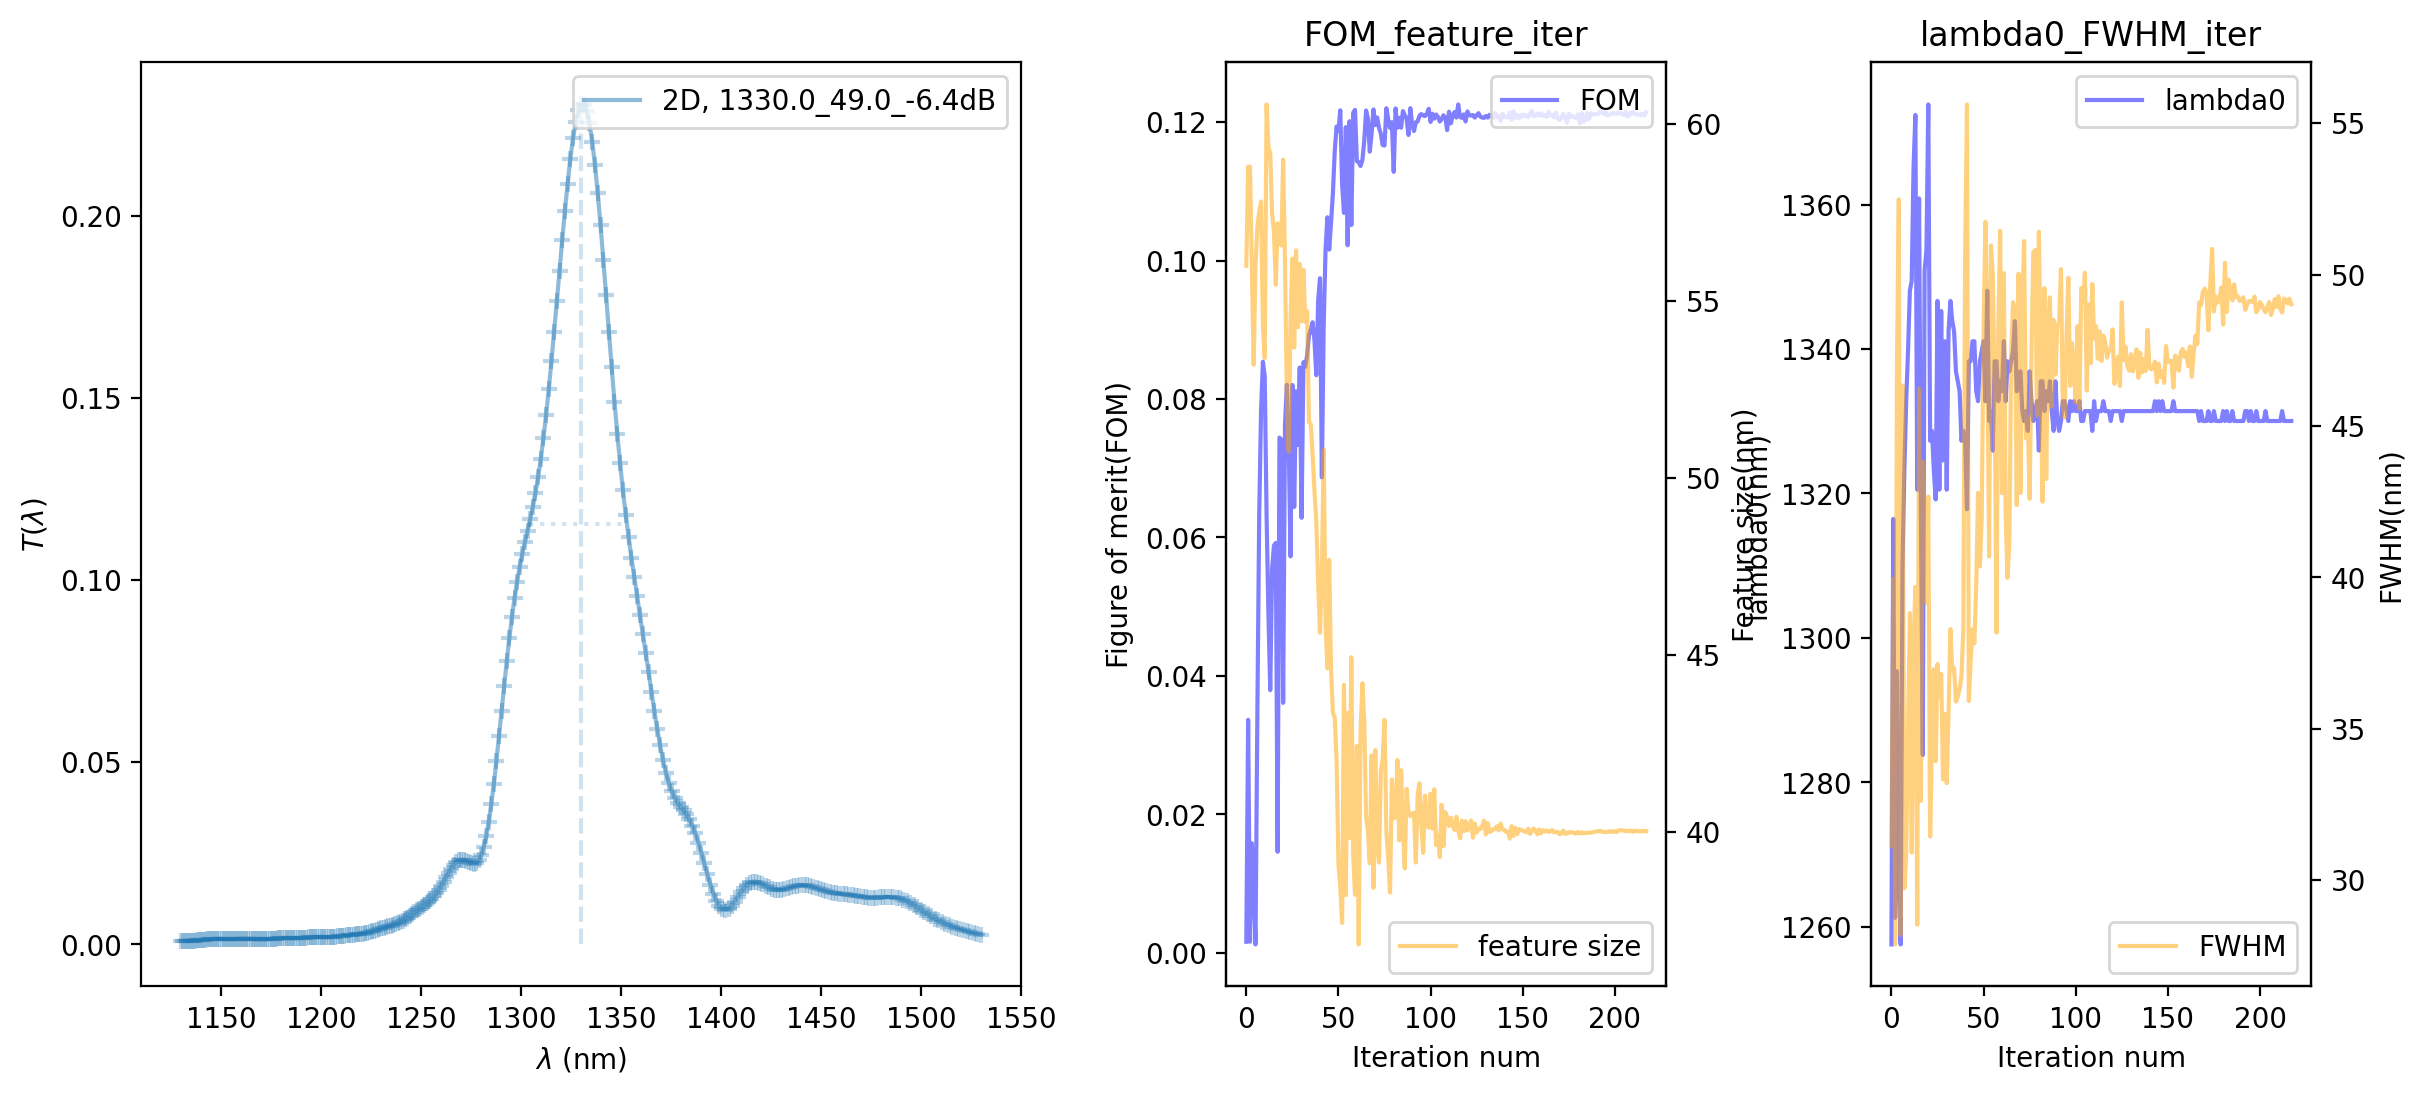 T(λ)
0.20
0.15
0.10
0.05
0.00
2D, 1330.0_49.0_-6.4dB
1150 1200 1250 1300 1350 1400 1450 1500 1550
λ (nm)
FOM_feature_iter
Figure of merit(FOM)
0.12
0.10
0.08
0.06
0.04
0.02
0.00
FOM
feature size
60
55
50
45
40
Feature size(nm)
0 50 100 150 200
Iteration num
lambda0_FWHM_iter
lambda0(nm)
1360
1340
1320
1300
1280
1260
lambda0
FWHM
55
50
45
40
35
30
FWHM(nm)
0 50 100 150 200
Iteration num